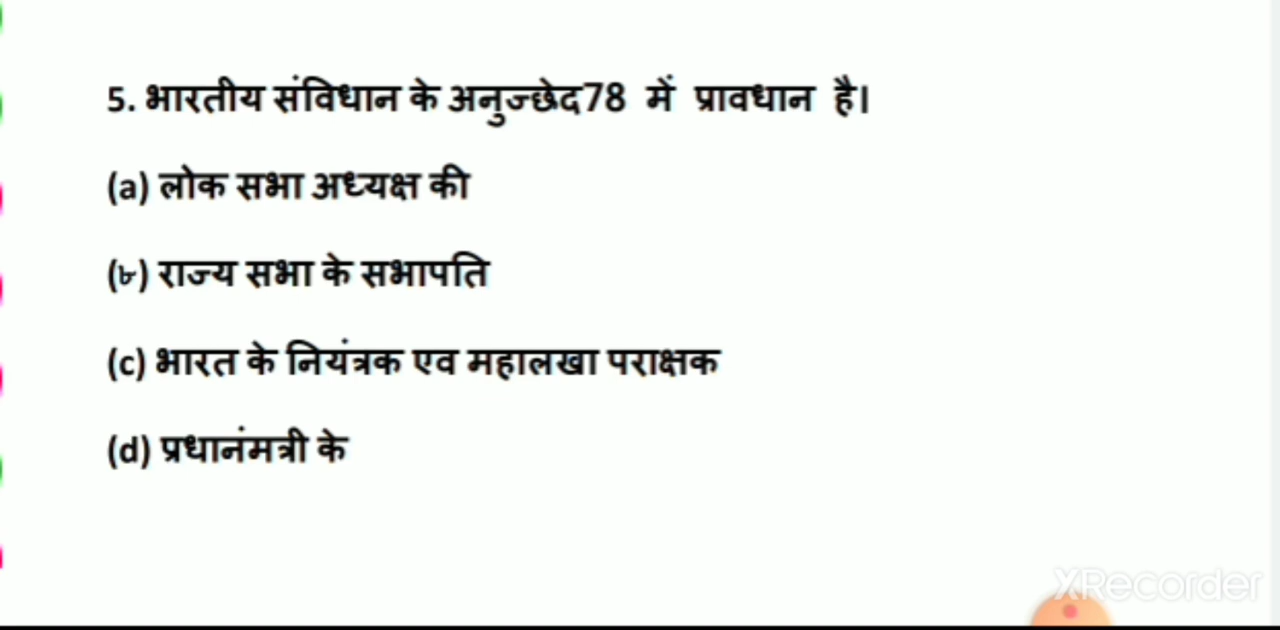 5. भारतीय संविधान के अनुज्छेद78 में प्रावधान है।
(a) लोक सभा अध्यक्ष की
(৮) राज्य सभा के सभापति
(c) भारत के नियंत्रक एव महालखा पराक्षक
(d) प्रधानंमत्री के
XRecorder